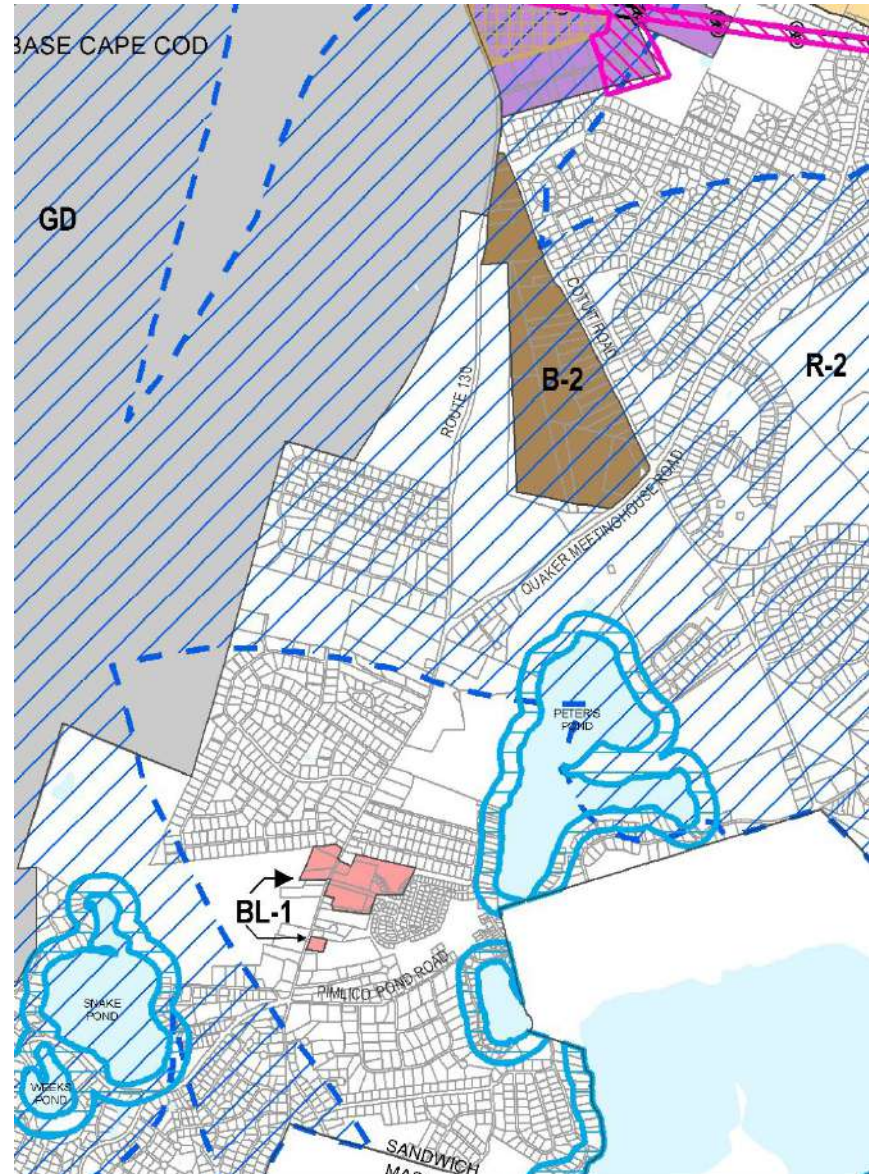 BASE CAPE COD
GD
COTUIT ROAD
B-2
R-2
ROUTE 130
QUAKER MEETINGHOUSE ROAD
PETER'S
POND
BL-1
PIMLICO POND ROAD
SNAKE
POND
WEEKS
POND
SANDWICH